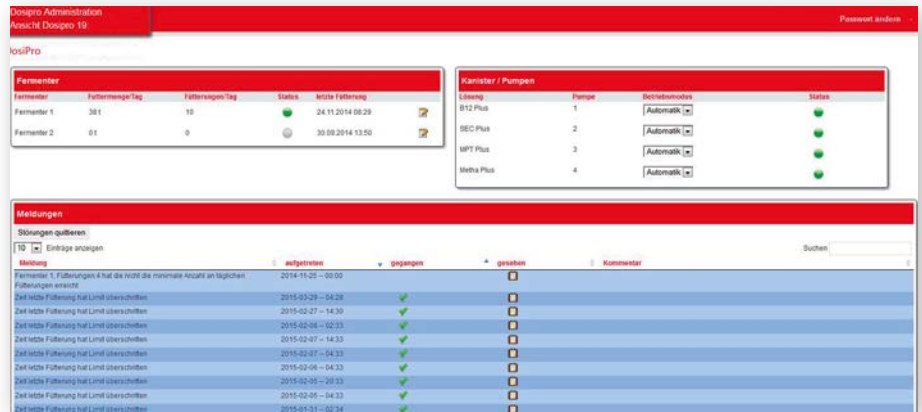 Dosipro Administration
Ansicht Dosipro 19:
Passwort ändern
DosiPro
Fermenter
Fermenter Futtermenge/Tag Fütterungen/Tag Status letzte Fütterung
Fermenter 1 38 t 10 24.11.2014 08:29
Fermenter 2 0 t 0 30.09.2014 13:50
Kanister / Pumpen
Lösung Pumpe Betriebsmodus Status
B12 Plus 1 Automatik
SEC Plus 2 Automatik
MPT Plus 3 Automatik
Metha Plus 4 Automatik
Meldungen
Störungen quittieren
10 Einträge anzeigen Suchen
Meldung aufgetreten gegangen gesehen Kommentar
Fermenter 1, Fütterungen:4 hat die nicht die minimale Anzahl an täglichen 2014-11-25 -- 00:00
Fütterungen erreicht
Zeit letzte Fütterung hat Limit überschritten 2015-03-29 -- 04:28
Zeit letzte Fütterung hat Limit überschritten 2015-02-27 -- 14:30
Zeit letzte Fütterung hat Limit überschritten 2015-02-08 -- 02:33
Zeit letzte Fütterung hat Limit überschritten 2015-02-07 -- 14:33
Zeit letzte Fütterung hat Limit überschritten 2015-02-07 -- 04:33
Zeit letzte Fütterung hat Limit überschritten 2015-02-06 -- 04:33
Zeit letzte Fütterung hat Limit überschritten 2015-02-05 -- 20:33
Zeit letzte Fütterung hat Limit überschritten 2015-02-05 -- 04:33
Zeit letzte Fütterung hat Limit überschritten 2015-01-31 -- 02:34